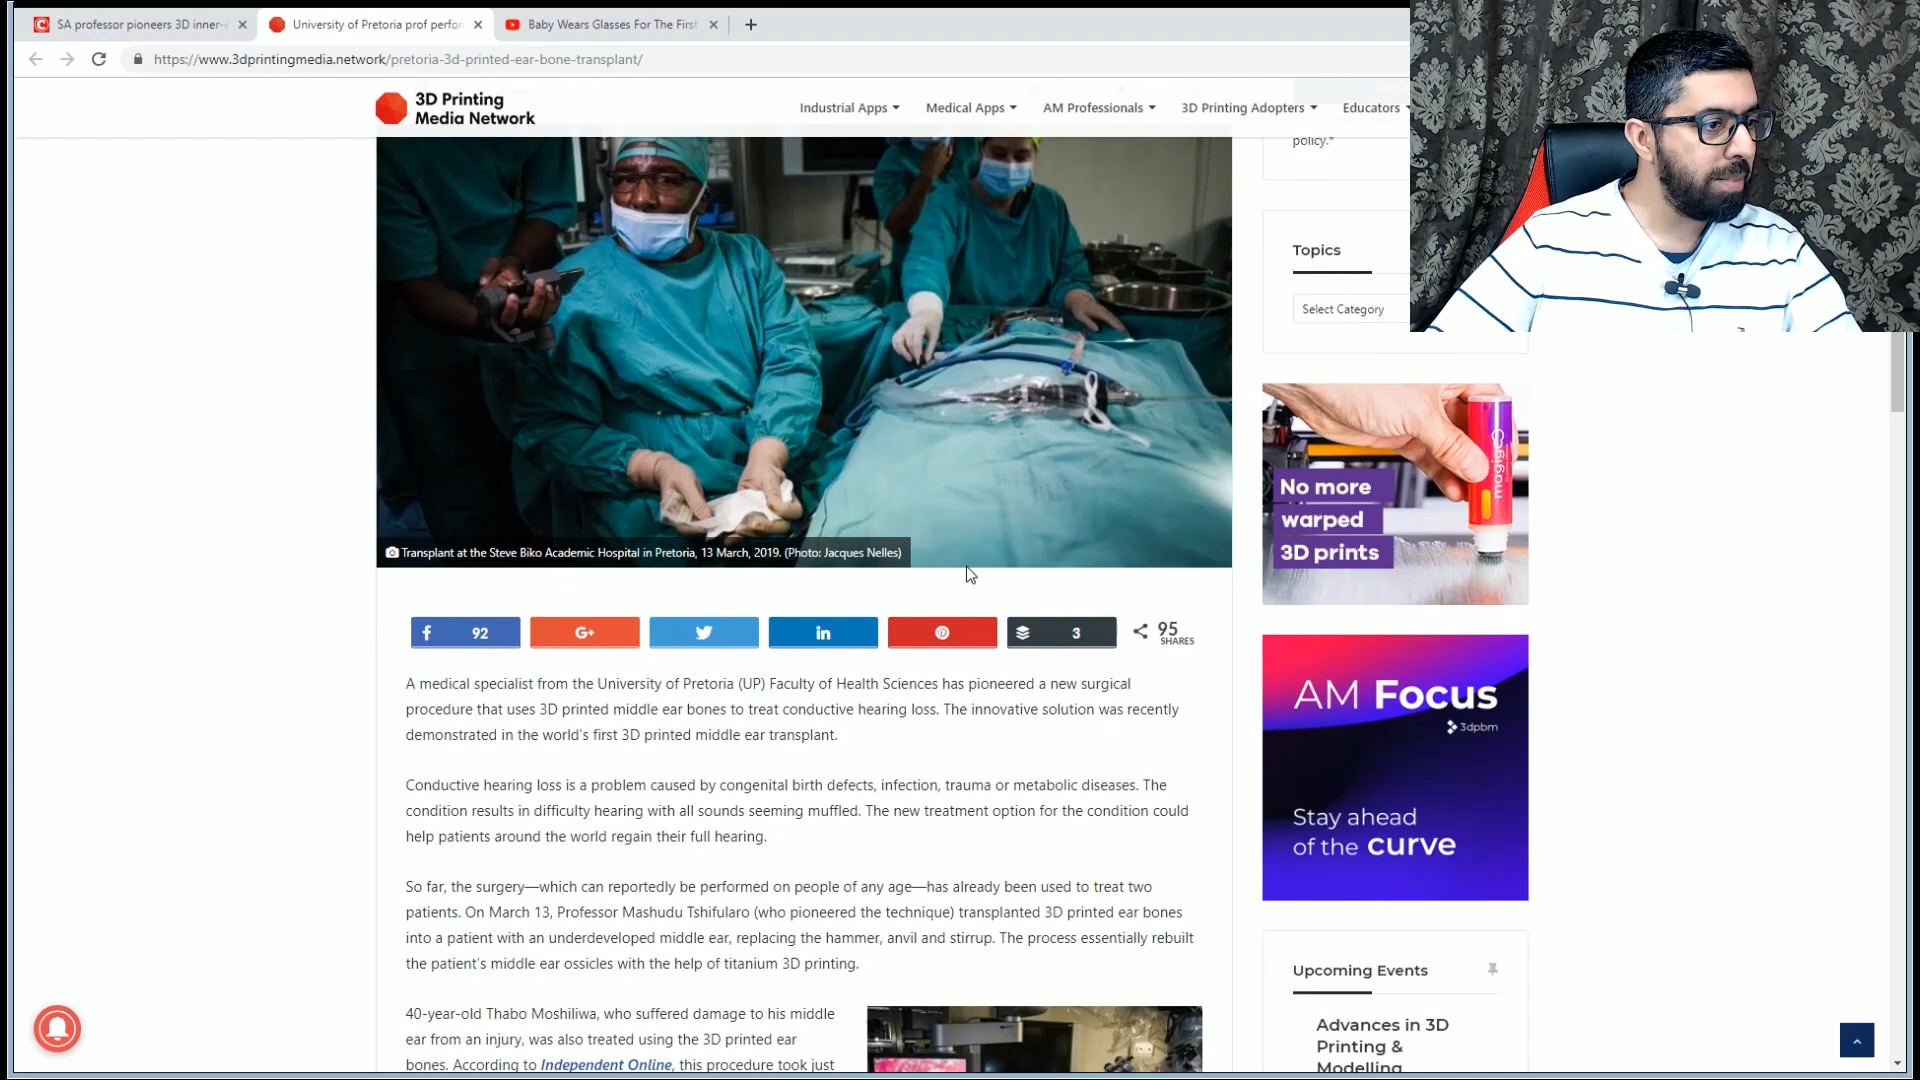 SA professor pioneers 3D inner-e
University of Pretoria prof perfor
Baby Wears Glasses For The First
https://www.3dprintingmedia.network/pretoria-3d-printed-ear-bone-transplant/
3D Printing
Media Network
Industrial Apps
Medical Apps
AM Professionals
3D Printing Adopters
Educators
policy.*
Topics
Select Category
Transplant at the Steve Biko Academic Hospital in Pretoria, 13 March, 2019. (Photo: Jacques Nelles)
No more
warped
3D prints
magigoo
92
G+
in
3
95
SHARES
A medical specialist from the University of Pretoria (UP) Faculty of Health Sciences has pioneered a new surgical
procedure that uses 3D printed middle ear bones to treat conductive hearing loss. The innovative solution was recently
demonstrated in the world's first 3D printed middle ear transplant.
Conductive hearing loss is a problem caused by congenital birth defects, infection, trauma or metabolic diseases. The
condition results in difficulty hearing with all sounds seeming muffled. The new treatment option for the condition could
help patients around the world regain their full hearing.
So far, the surgery—which can reportedly be performed on people of any age—has already been used to treat two
patients. On March 13, Professor Mashudu Tshifularo (who pioneered the technique) transplanted 3D printed ear bones
into a patient with an underdeveloped middle ear, replacing the hammer, anvil and stirrup. The process essentially rebuilt
the patient's middle ear ossicles with the help of titanium 3D printing.
40-year-old Thabo Moshiliwa, who suffered damage to his middle
ear from an injury, was also treated using the 3D printed ear
bones. According to Independent Online, this procedure took just
AM Focus
3dpbm
Stay ahead
of the curve
Upcoming Events
Advances in 3D
Printing &
Modelling